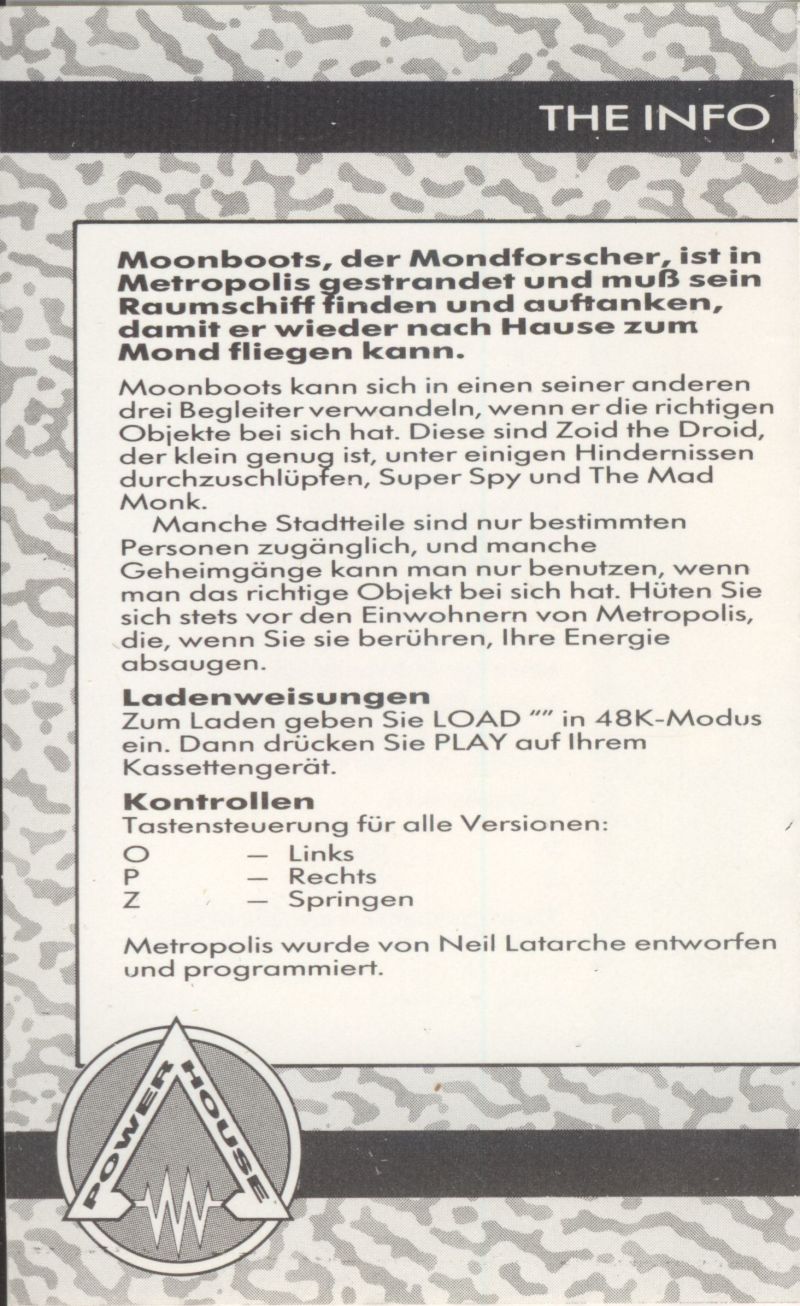 THE INFO
Moonboots, der Mondforscher, ist in
Metropolis gestrandet und muß sein
Raumschiff finden und auftanken,
damit er wieder nach Hause zum
Mond fliegen kann.
Moonboots kann sich in einen seiner anderen
drei Begleiter verwandeln, wenn er die richtigen
Objekte bei sich hat. Diese sind Zoid the Droid,
der klein genug ist, unter einigen Hindernissen
durchzuschlüpfen, Super Spy und The Mad
Monk.
Manche Stadtteile sind nur bestimmten
Personen zugänglich, und manche
Geheimgänge kann man nur benutzen, wenn
man das richtige Objekt bei sich hat. Hüten Sie
sich stets vor den Einwohnern von Metropolis,
die, wenn Sie sie berühren, Ihre Energie
absaugen.
Ladenweisungen
Zum Laden geben Sie LOAD "" in 48K-Modus
ein. Dann drücken Sie PLAY auf Ihrem
Kassettengerät.
Kontrollen
Tastensteuerung für alle Versionen:
O — Links
P — Rechts
Z — Springen
Metropolis wurde von Neil Latarche entworfen
und programmiert.
POWER HOUSE